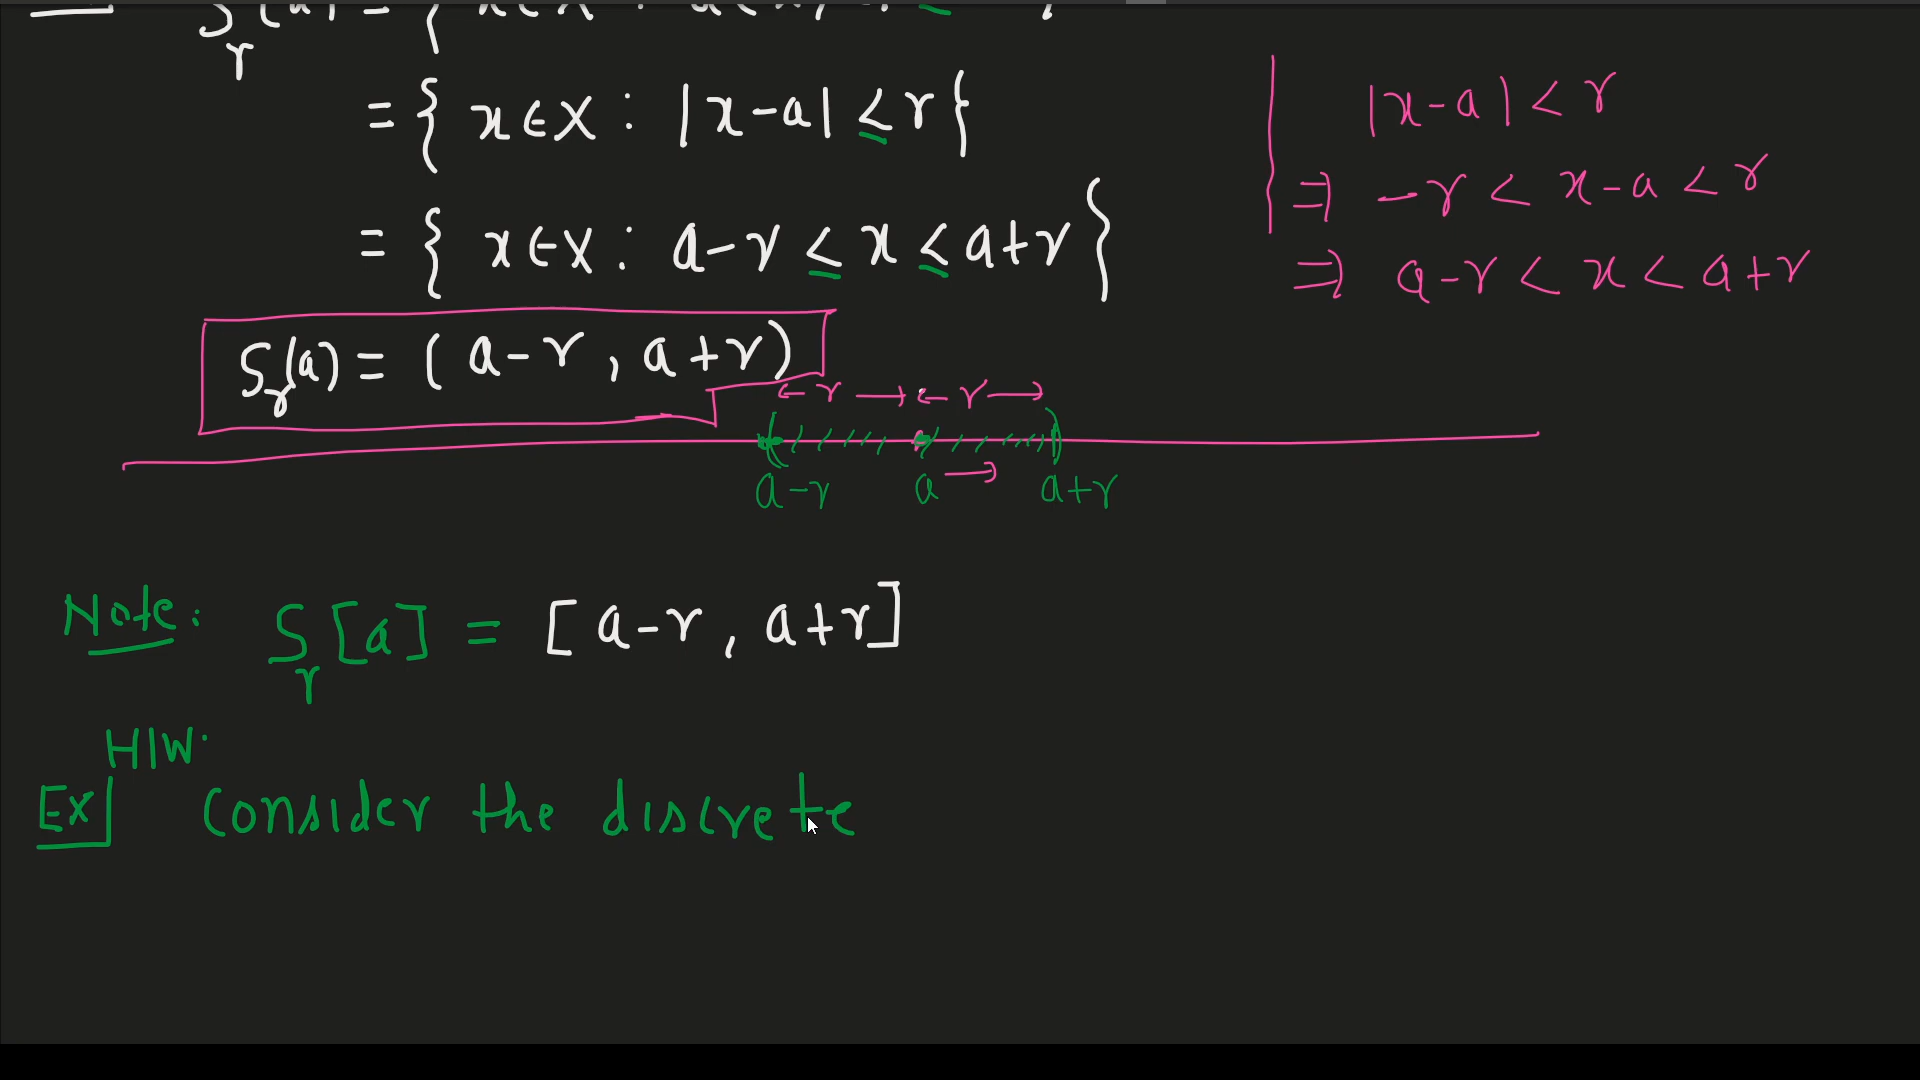 = { x ∈ X : |x-a| ≤ r }
|x-a| < r
⇒ -r < x-a < r
= { x ∈ X : a-r ≤ x ≤ a+r }
⇒ a-r < x < a+r
S_r(a) = ( a-r , a+r )
← r → ← r →
a-r a → a+r
Note: S_r[a] = [ a-r , a+r ]
H/W.
Ex] Consider the discrete